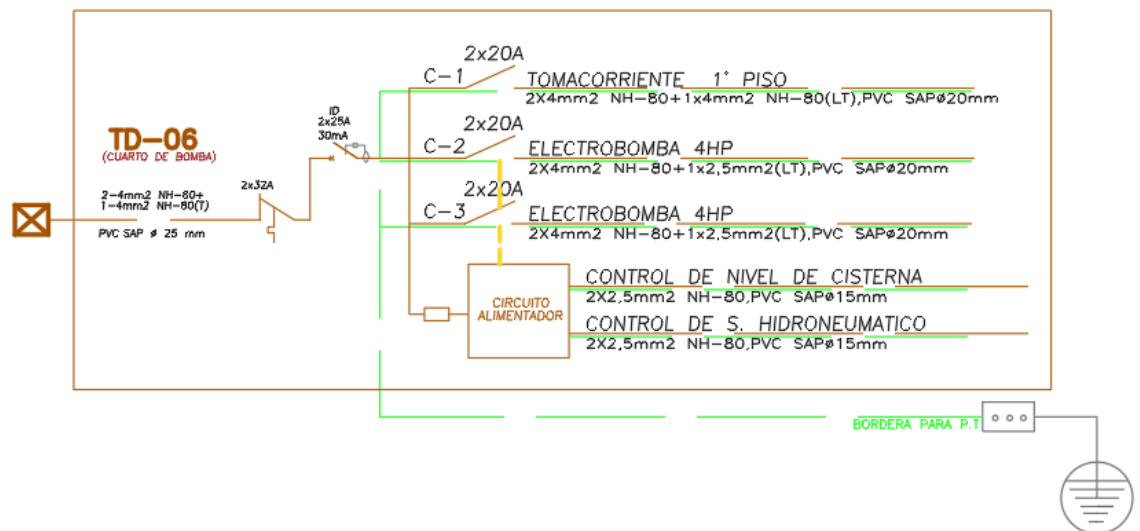 2x20A
C-1
TOMACORRIENTE 1° PISO
2X4mm2 NH-80+1x4mm2 NH-80(LT),PVC SAPø20mm
ID
2x25A
30mA
TD-06
(CUARTO DE BOMBA)
2x20A
C-2
ELECTROBOMBA 4HP
2X4mm2 NH-80+1x2,5mm2(LT),PVC SAPø20mm
2-4mm2 NH-80+
1-4mm2 NH-80(T)
PVC SAP ø 25 mm
2x32A
2x20A
C-3
ELECTROBOMBA 4HP
2X4mm2 NH-80+1x2,5mm2(LT),PVC SAPø20mm
CIRCUITO
ALIMENTADOR
CONTROL DE NIVEL DE CISTERNA
2X2,5mm2 NH-80,PVC SAPø15mm
CONTROL DE S. HIDRONEUMATICO
2X2,5mm2 NH-80,PVC SAPø15mm
BORDERA PARA P.T